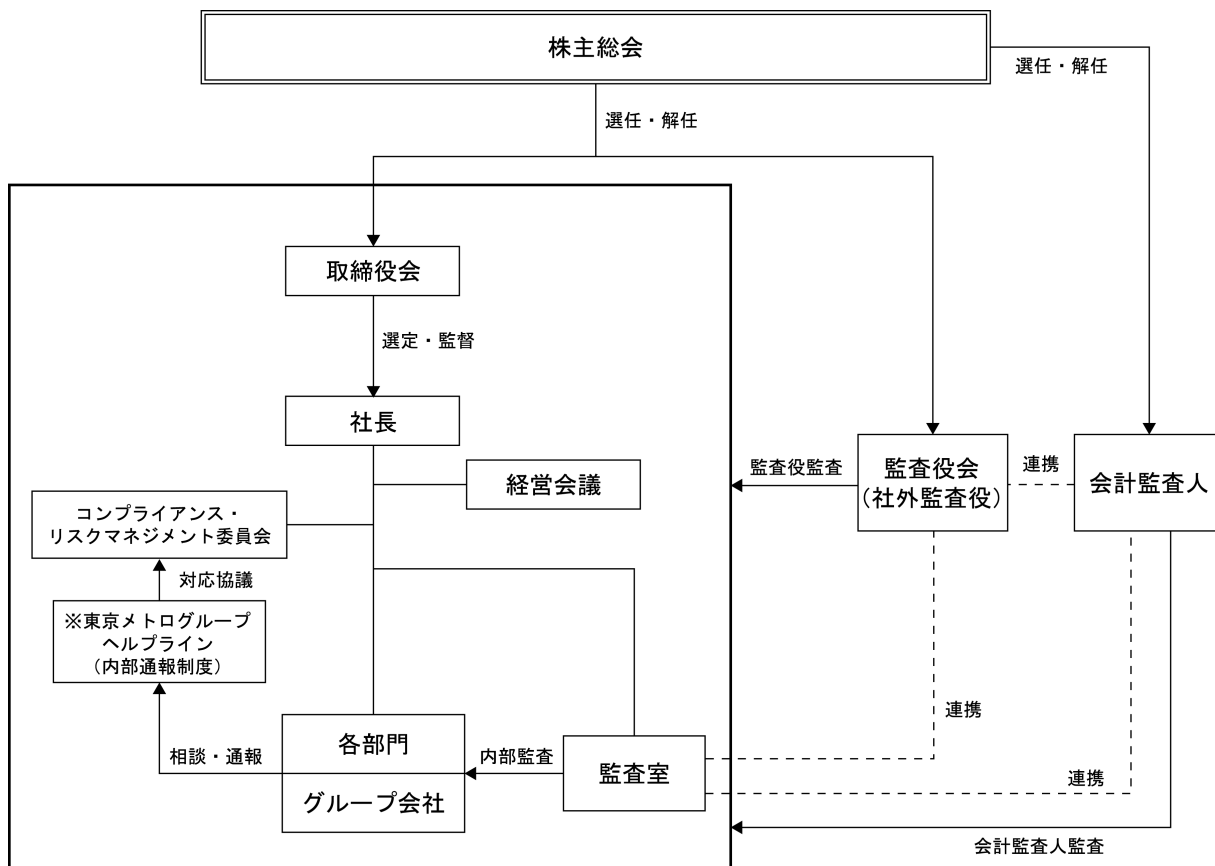 株主総会
選任・解任
選任・解任
取締役会
選定・監督
社長
経営会議
監査役監査
監査役会
(社外監査役)
連携
会計監査人
コンプライアンス・
リスクマネジメント委員会
対応協議
※東京メトログループ
ヘルプライン
(内部通報制度)
連携
相談・通報
各部門
グループ会社
内部監査
監査室
連携
会計監査人監査